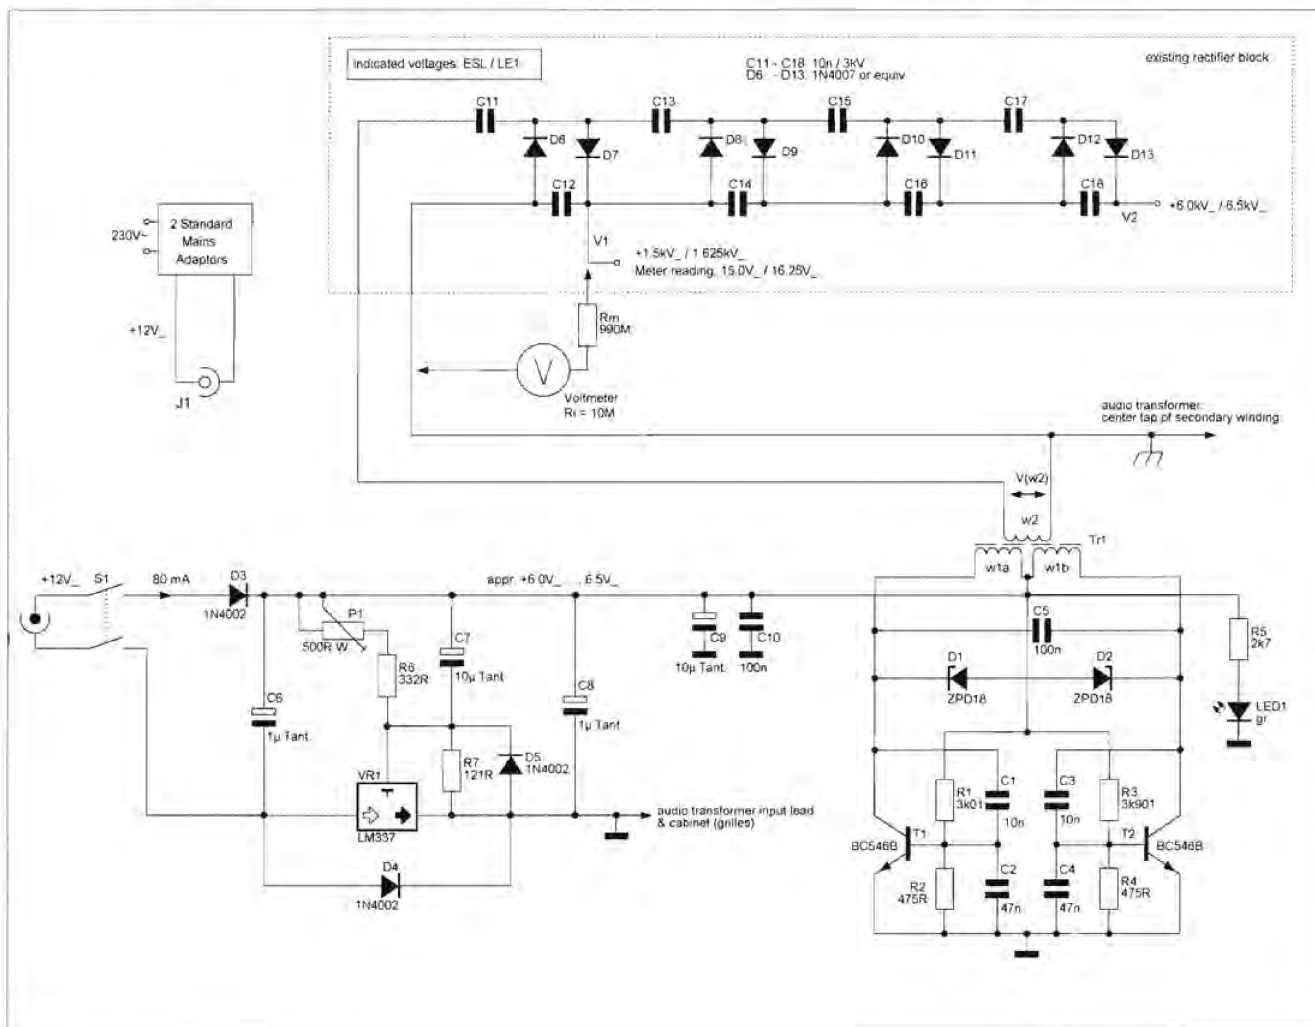 indicated voltages: ESL / LE1
C11 - C18: 10n / 3kV
D6 - D13: 1N4007 or equiv
existing rectifier block
C11
C13
C15
C17
D6
D7
D8
D9
D10
D11
D12
D13
C12
C14
C16
C18
V2
+6.0kV_ / 6.5kV_
V1
+1.5kV_ / 1.625kV_
Meter reading: 15.0V_ / 16.25V_
Rm
990M
V
Voltmeter
Ri = 10M
230V~
2 Standard
Mains
Adaptors
+12V_
J1
audio transformer:
center tap of secondary winding
V(w2)
w2
Tr1
w1a
w1b
+12V_
S1
80 mA
D3
1N4002
appr. +6.0V_ ... 6.5V_
P1
500R W
R6
332R
C7
10µ Tant.
C6
1µ Tant.
C8
1µ Tant.
C9
10µ Tant.
C10
100n
R7
121R
D5
1N4002
VR1
LM337
D4
1N4002
audio transformer input lead
& cabinet (grilles)
C5
100n
D1
ZPD18
D2
ZPD18
R5
2k7
LED1
gr
R1
3k01
C1
10n
C3
10n
R3
3k901
T1
BC546B
T2
BC546B
R2
475R
C2
47n
C4
47n
R4
475R